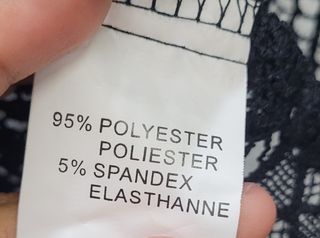 95% POLYESTER
POLIESTER
5% SPANDEX
ELASTHANNE